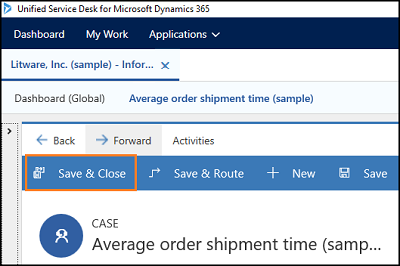 Unified Service Desk for Microsoft Dynamics 365
Dashboard My Work Applications
Litware, Inc. (sample) - Infor...
Dashboard (Global) Average order shipment time (sample)
Back Forward Activities
Save & Close Save & Route New Save
CASE
Average order shipment time (samp...